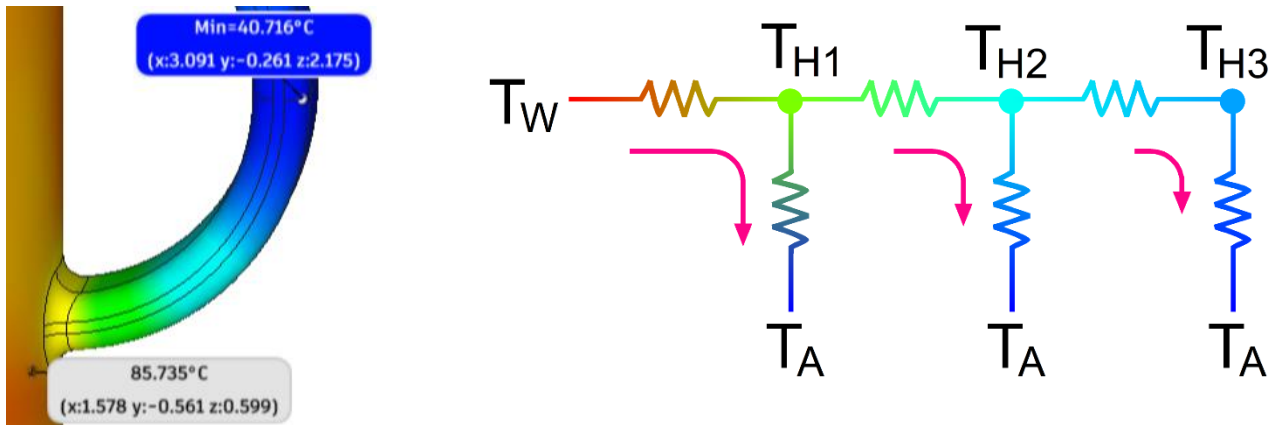 Min=40.716°C
(x:3.091 y:-0.261 z:2.175)
85.735°C
(x:1.578 y:-0.561 z:0.599)
TH1
TH2
TH3
TW
TA
TA
TA